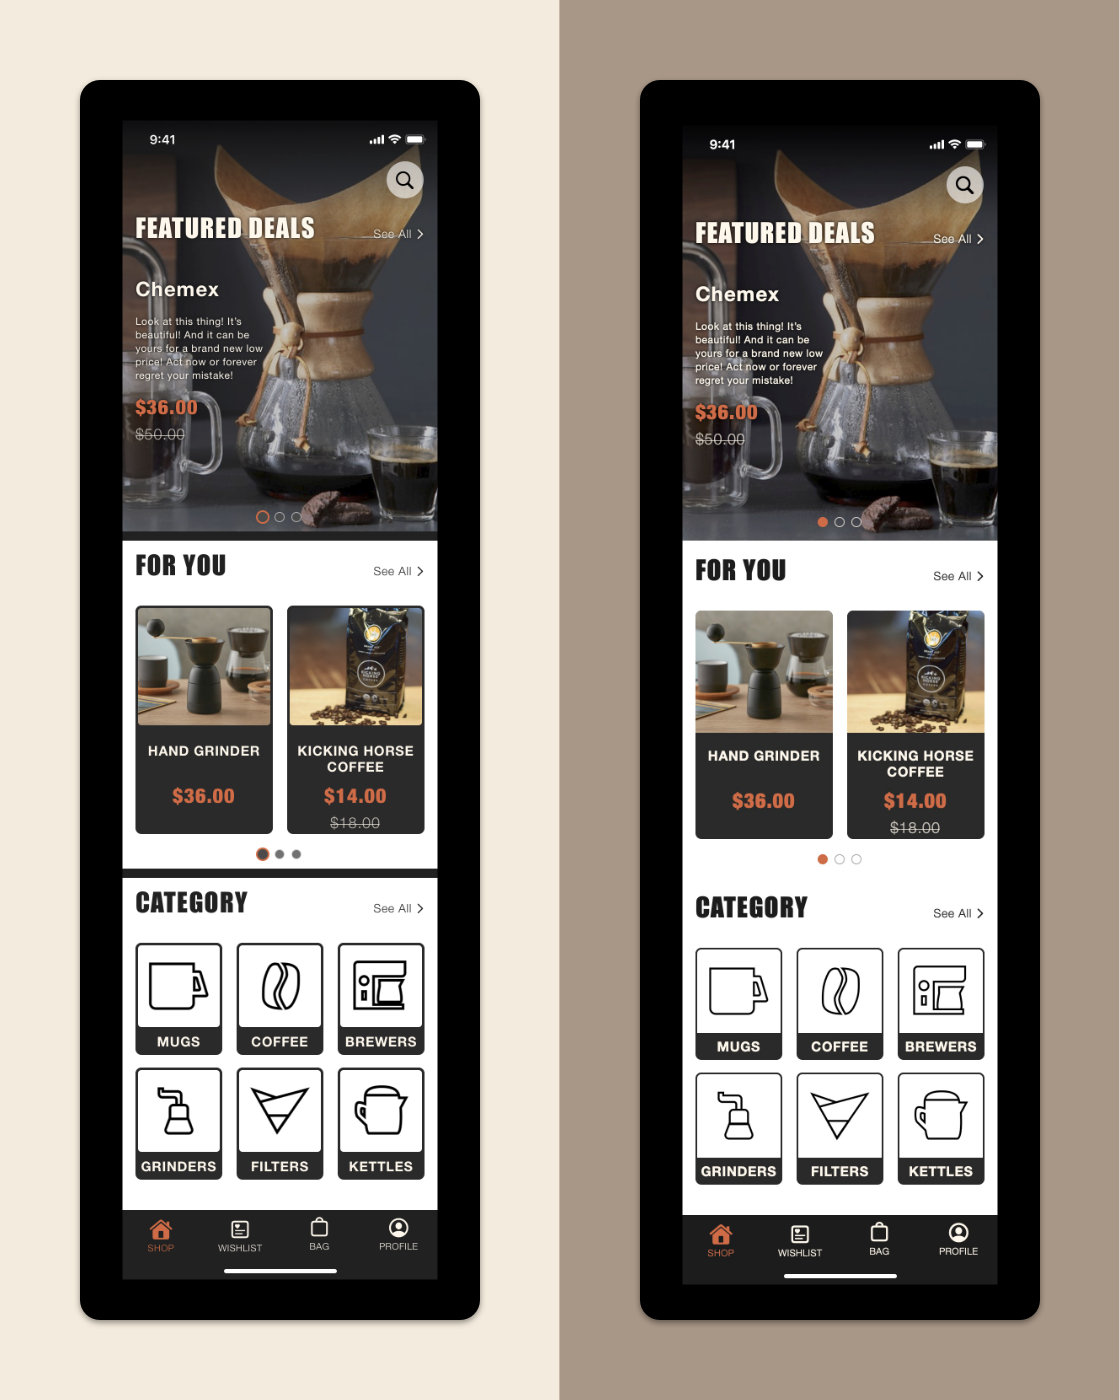 9:41
FEATURED DEALS
See All
Chemex
Look at this thing! It's
beautiful! And it can be
yours for a brand new low
price! Act now or forever
regret your mistake!
$36.00
$50.00
FOR YOU
See All
KICKING
HORSE
HAND GRINDER
$36.00
KICKING HORSE
COFFEE
$14.00
$18.00
CATEGORY
See All
MUGS
COFFEE
BREWERS
GRINDERS
FILTERS
KETTLES
SHOP
WISHLIST
BAG
PROFILE
9:41
FEATURED DEALS
See All
Chemex
Look at this thing! It's
beautiful! And it can be
yours for a brand new low
price! Act now or forever
regret your mistake!
$36.00
$50.00
FOR YOU
See All
KICKING
HORSE
HAND GRINDER
$36.00
KICKING HORSE
COFFEE
$14.00
$18.00
CATEGORY
See All
MUGS
COFFEE
BREWERS
GRINDERS
FILTERS
KETTLES
SHOP
WISHLIST
BAG
PROFILE